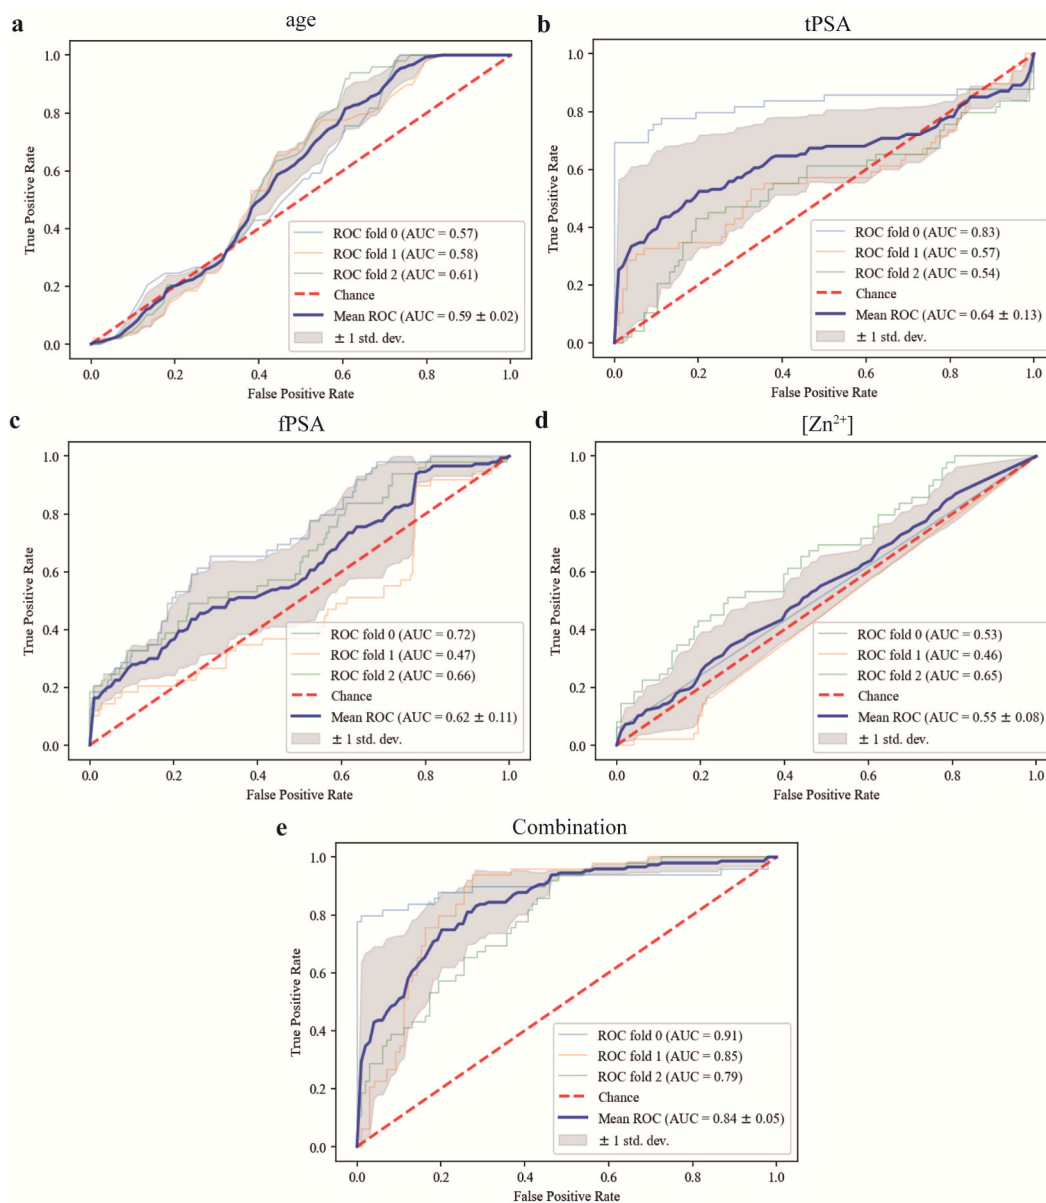 a
age
1.0
0.8
0.6
0.4
0.2
0.0
True Positive Rate
ROC fold 0 (AUC = 0.57)
ROC fold 1 (AUC = 0.58)
ROC fold 2 (AUC = 0.61)
Chance
Mean ROC (AUC = 0.59 ± 0.02)
± 1 std. dev.
0.0 0.2 0.4 0.6 0.8 1.0
False Positive Rate
b
tPSA
1.0
0.8
0.6
0.4
0.2
0.0
True Positive Rate
ROC fold 0 (AUC = 0.83)
ROC fold 1 (AUC = 0.57)
ROC fold 2 (AUC = 0.54)
Chance
Mean ROC (AUC = 0.64 ± 0.13)
± 1 std. dev.
0.0 0.2 0.4 0.6 0.8 1.0
False Positive Rate
c
fPSA
1.0
0.8
0.6
0.4
0.2
0.0
True Positive Rate
ROC fold 0 (AUC = 0.72)
ROC fold 1 (AUC = 0.47)
ROC fold 2 (AUC = 0.66)
Chance
Mean ROC (AUC = 0.62 ± 0.11)
± 1 std. dev.
0.0 0.2 0.4 0.6 0.8 1.0
False Positive Rate
d
[Zn²⁺]
1.0
0.8
0.6
0.4
0.2
0.0
True Positive Rate
ROC fold 0 (AUC = 0.53)
ROC fold 1 (AUC = 0.46)
ROC fold 2 (AUC = 0.65)
Chance
Mean ROC (AUC = 0.55 ± 0.08)
± 1 std. dev.
0.0 0.2 0.4 0.6 0.8 1.0
False Positive Rate
e
Combination
1.0
0.8
0.6
0.4
0.2
0.0
True Positive Rate
ROC fold 0 (AUC = 0.91)
ROC fold 1 (AUC = 0.85)
ROC fold 2 (AUC = 0.79)
Chance
Mean ROC (AUC = 0.84 ± 0.05)
± 1 std. dev.
0.0 0.2 0.4 0.6 0.8 1.0
False Positive Rate